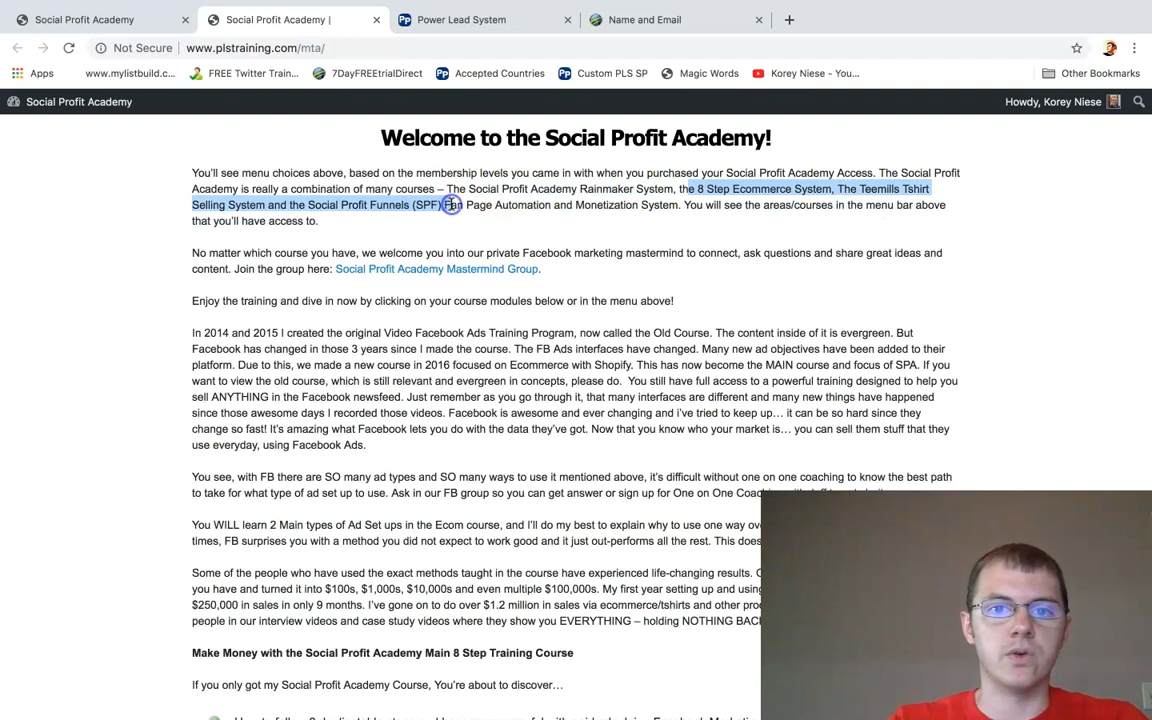 Social Profit Academy
Social Profit Academy |
Power Lead System
Name and Email
Not Secure
www.plstraining.com/mta/
Apps
www.mylistbuild.c...
FREE Twitter Train...
7DayFREEtrialDirect
Accepted Countries
Custom PLS SP
Magic Words
Korey Niese - You...
Other Bookmarks
Social Profit Academy
Howdy, Korey Niese
Welcome to the Social Profit Academy!
You'll see menu choices above, based on the membership levels you came in with when you purchased your Social Profit Academy Access. The Social Profit
Academy is really a combination of many courses – The Social Profit Academy Rainmaker System, the 8 Step Ecommerce System, The Teemills Tshirt
Selling System and the Social Profit Funnels (SPF) Fan Page Automation and Monetization System. You will see the areas/courses in the menu bar above
that you'll have access to.
No matter which course you have, we welcome you into our private Facebook marketing mastermind to connect, ask questions and share great ideas and
content. Join the group here: Social Profit Academy Mastermind Group.
Enjoy the training and dive in now by clicking on your course modules below or in the menu above!
In 2014 and 2015 I created the original Video Facebook Ads Training Program, now called the Old Course. The content inside of it is evergreen. But
Facebook has changed in those 3 years since I made the course. The FB Ads interfaces have changed. Many new ad objectives have been added to their
platform. Due to this, we made a new course in 2016 focused on Ecommerce with Shopify. This has now become the MAIN course and focus of SPA. If you
want to view the old course, which is still relevant and evergreen in concepts, please do. You still have full access to a powerful training designed to help you
sell ANYTHING in the Facebook newsfeed. Just remember as you go through it, that many interfaces are different and many new things have happened
since those awesome days I recorded those videos. Facebook is awesome and ever changing and i've tried to keep up... it can be so hard since they
change so fast! It's amazing what Facebook lets you do with the data they've got. Now that you know who your market is... you can sell them stuff that they
use everyday, using Facebook Ads.
You see, with FB there are SO many ad types and SO many ways to use it mentioned above, it's difficult without one on one coaching to know the best path
to take for what type of ad set up to use. Ask in our FB group so you can get answer or sign up for One on One
You WILL learn 2 Main types of Ad Set ups in the Ecom course, and I'll do my best to explain why to use one way
times, FB surprises you with a method you did not expect to work good and it just out-performs all the rest. This
Some of the people who have used the exact methods taught in the course have experienced life-changing results.
you have and turned it into $100s, $1,000s, $10,000s and even multiple $100,000s. My first year setting up and
$250,000 in sales in only 9 months. I've gone on to do over $1.2 million in sales via ecommerce/tshirts and other
people in our interview videos and case study videos where they show you EVERYTHING – holding NOTHING
Make Money with the Social Profit Academy Main 8 Step Training Course
If you only got my Social Profit Academy Course, You're about to discover...